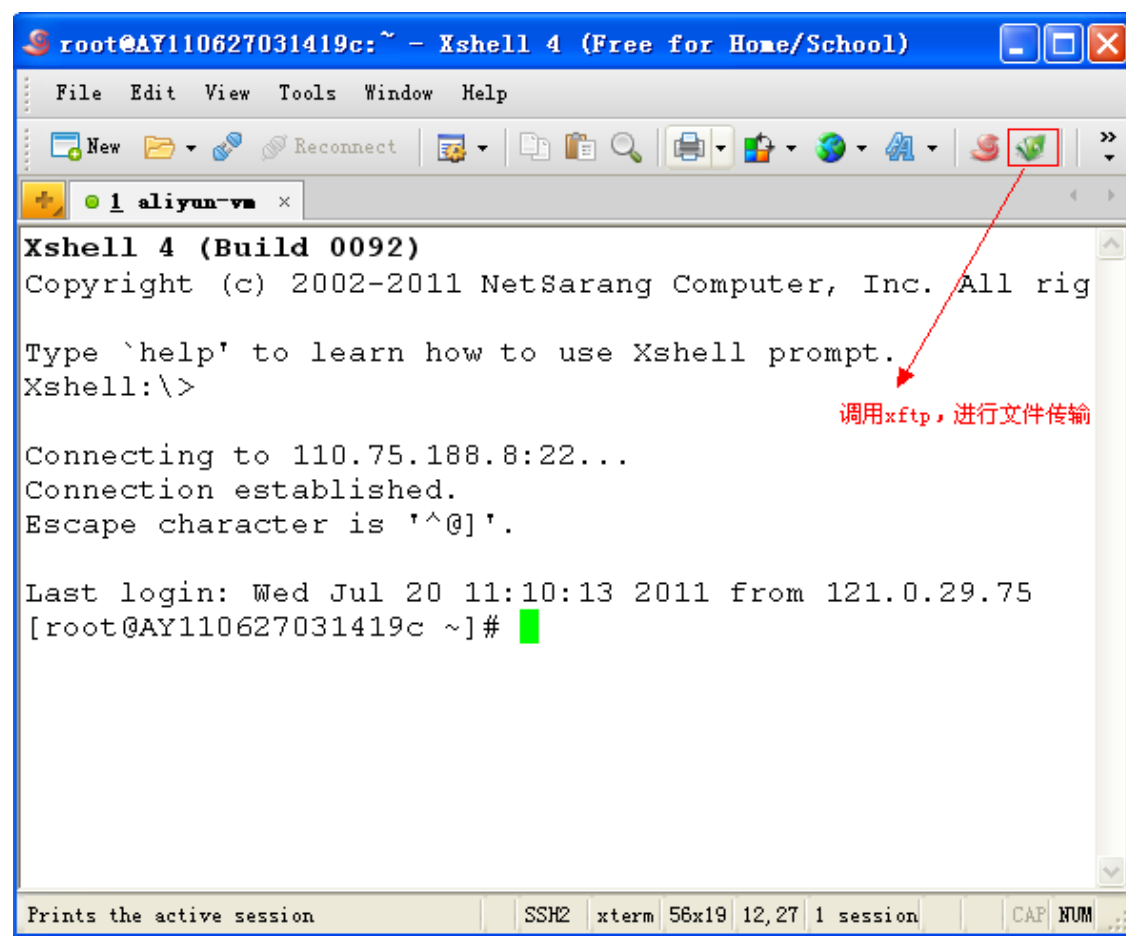 root@AY110627031419c:~ - Xshell 4 (Free for Home/School)
File Edit View Tools Window Help
New Reconnect
1 aliyun-vm ×
Xshell 4 (Build 0092)
Copyright (c) 2002-2011 NetSarang Computer, Inc. All rig
Type `help' to learn how to use Xshell prompt.
Xshell:\>
调用xftp，进行文件传输
Connecting to 110.75.188.8:22...
Connection established.
Escape character is '^@]'.
Last login: Wed Jul 20 11:10:13 2011 from 121.0.29.75
[root@AY110627031419c ~]#
Prints the active session SSH2 xterm 56x19 12,27 1 session CAP NUM